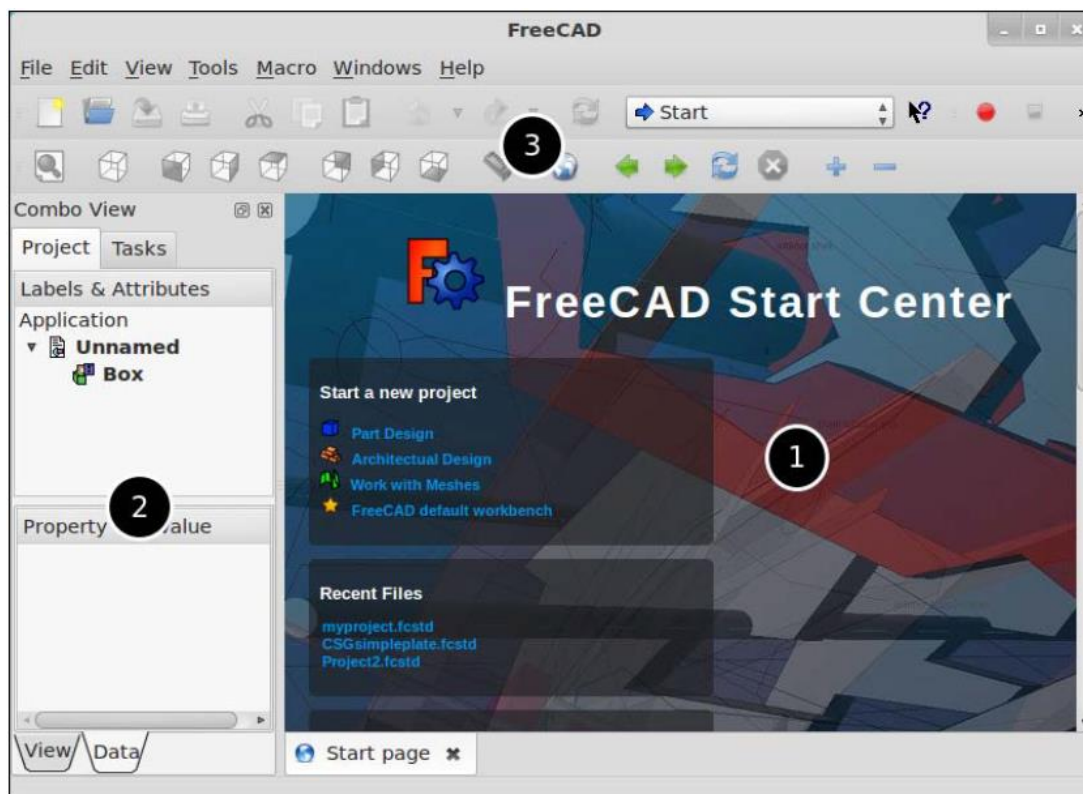 FreeCAD
File Edit View Tools Macro Windows Help
Start
3
Combo View
Project Tasks
Labels & Attributes
Application
Unnamed
Box
2
Property alue
View Data
FreeCAD Start Center
Start a new project
Part Design
Architectual Design
Work with Meshes
FreeCAD default workbench
1
Recent Files
myproject.fcstd
CSGsimpleplate.fcstd
Project2.fcstd
Start page